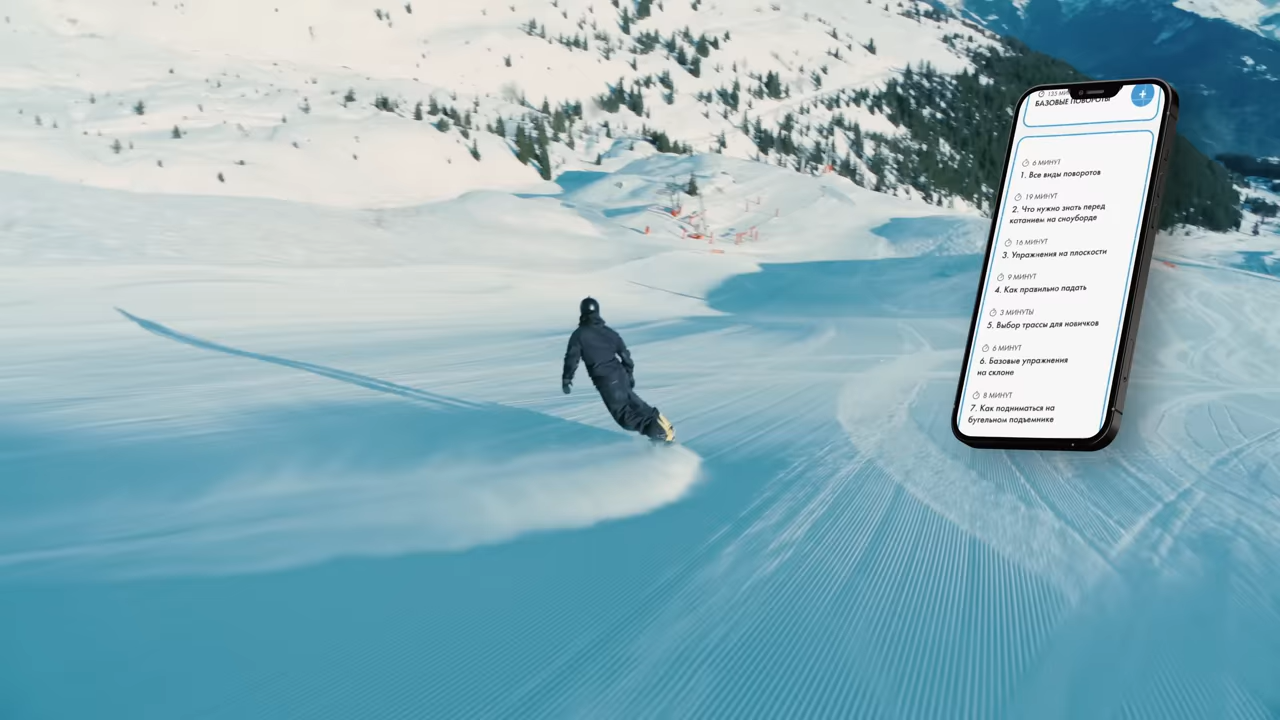 133 МИ
БАЗОВЫЕ ПОВОРОТЫ
6 МИНУТ
1. Все виды поворотов
19 МИНУТ
2. Что нужно знать перед
катанием на сноуборде
16 МИНУТ
3. Упражнения на плоскости
9 МИНУТ
4. Как правильно падать
3 МИНУТЫ
5. Выбор трассы для новичков
6 МИНУТ
6. Базовые упражнения
на склоне
8 МИНУТ
7. Как подниматься на
бугельном подъемнике